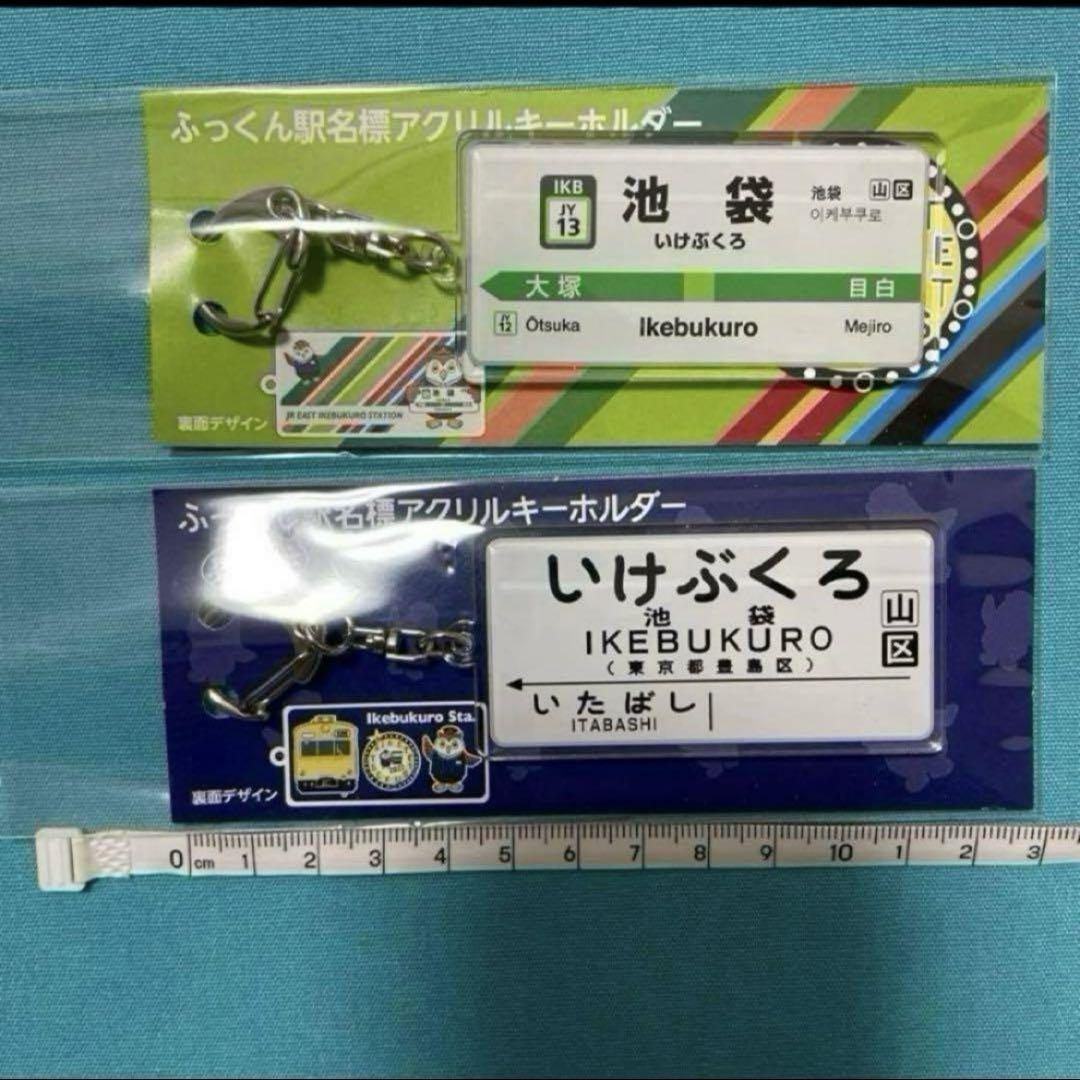 ふっくん駅名標アクリルキーホルダー
IKB
JY
13
池袋
いけぶくろ
池袋
이케부쿠로
山 区
大塚
目白
JY
12
Ōtsuka
Ikebukuro
Mejiro
E
T
JR EAST IKEBUKURO STATION
裏面デザイン
ふっくん駅名標アクリルキーホルダー
いけぶくろ
池袋
IKEBUKURO
(東京都豊島区)
山
区
いたばし
ITABASHI
Ikebukuro Sta.
裏面デザイン
0 cm 1 2 3 4 5 6 7 8 9 10 1 2 3